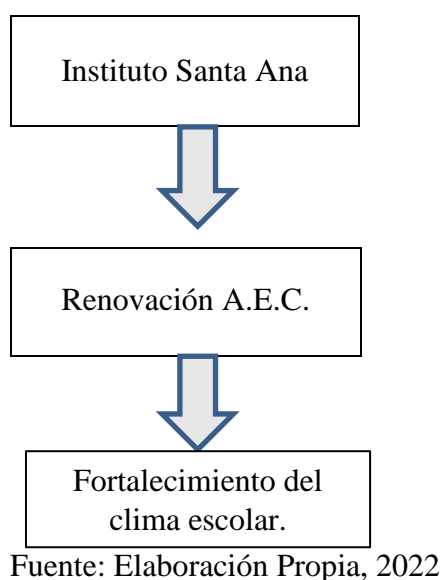 Instituto Santa Ana
Renovación A.E.C.
Fortalecimiento del
clima escolar.
Fuente: Elaboración Propia, 2022